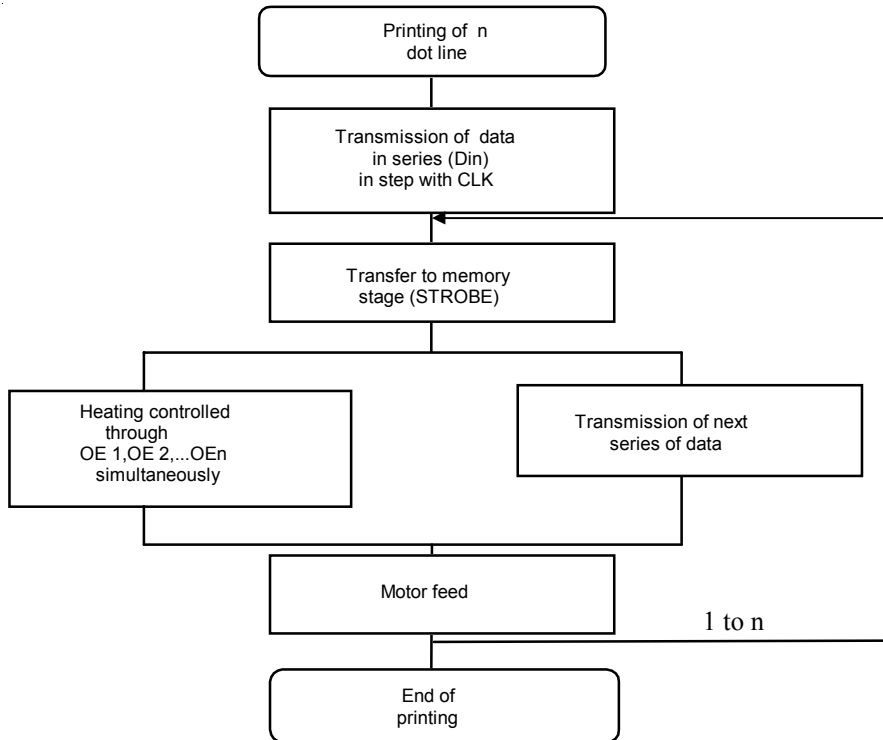 Printing of n
dot line
Transmission of data
in series (Din)
in step with CLK
Transfer to memory
stage (STROBE)
Heating controlled
through
OE 1,OE 2,...OEn
simultaneously
Transmission of next
series of data
Motor feed
1 to n
End of
printing